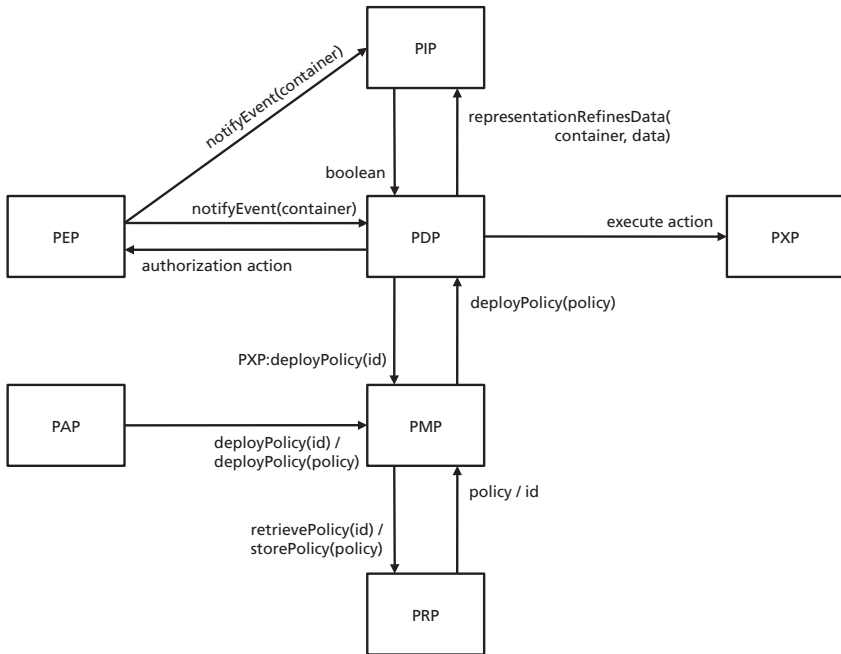 PIP
notifyEvent(container)
representationRefinesData(
container, data)
boolean
PEP
notifyEvent(container)
PDP
execute action
PXP
authorization action
deployPolicy(policy)
PXP:deployPolicy(id)
PAP
PMP
deployPolicy(id) /
deployPolicy(policy)
policy / id
retrievePolicy(id) /
storePolicy(policy)
PRP